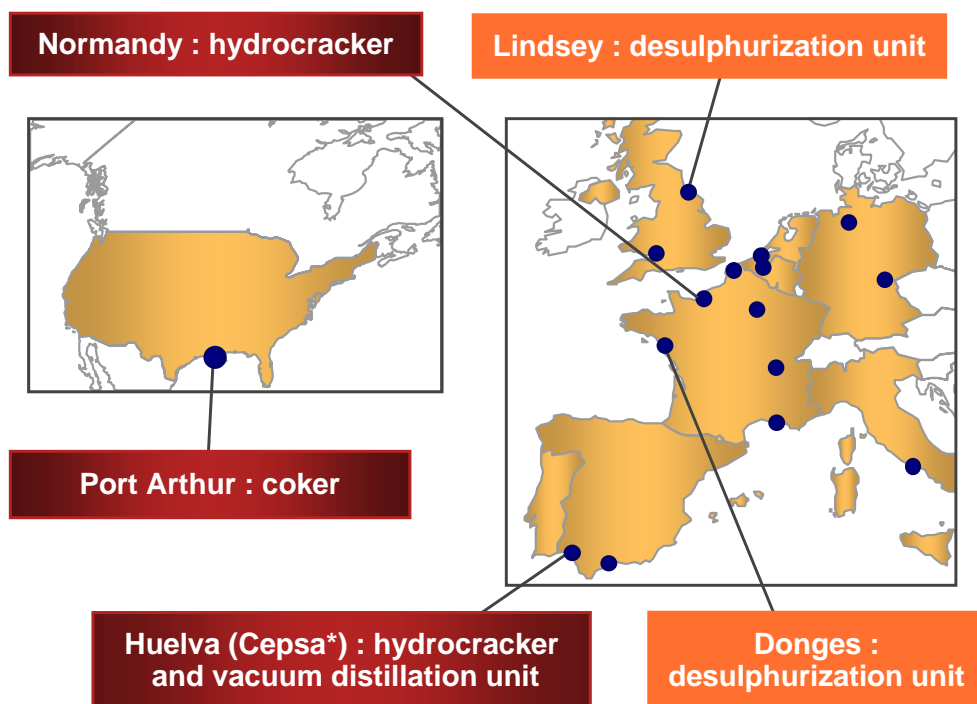 Normandy : hydrocracker
Lindsey : desulphurization unit
Port Arthur : coker
Huelva (Cepsa*) : hydrocracker
and vacuum distillation unit
Donges :
desulphurization unit